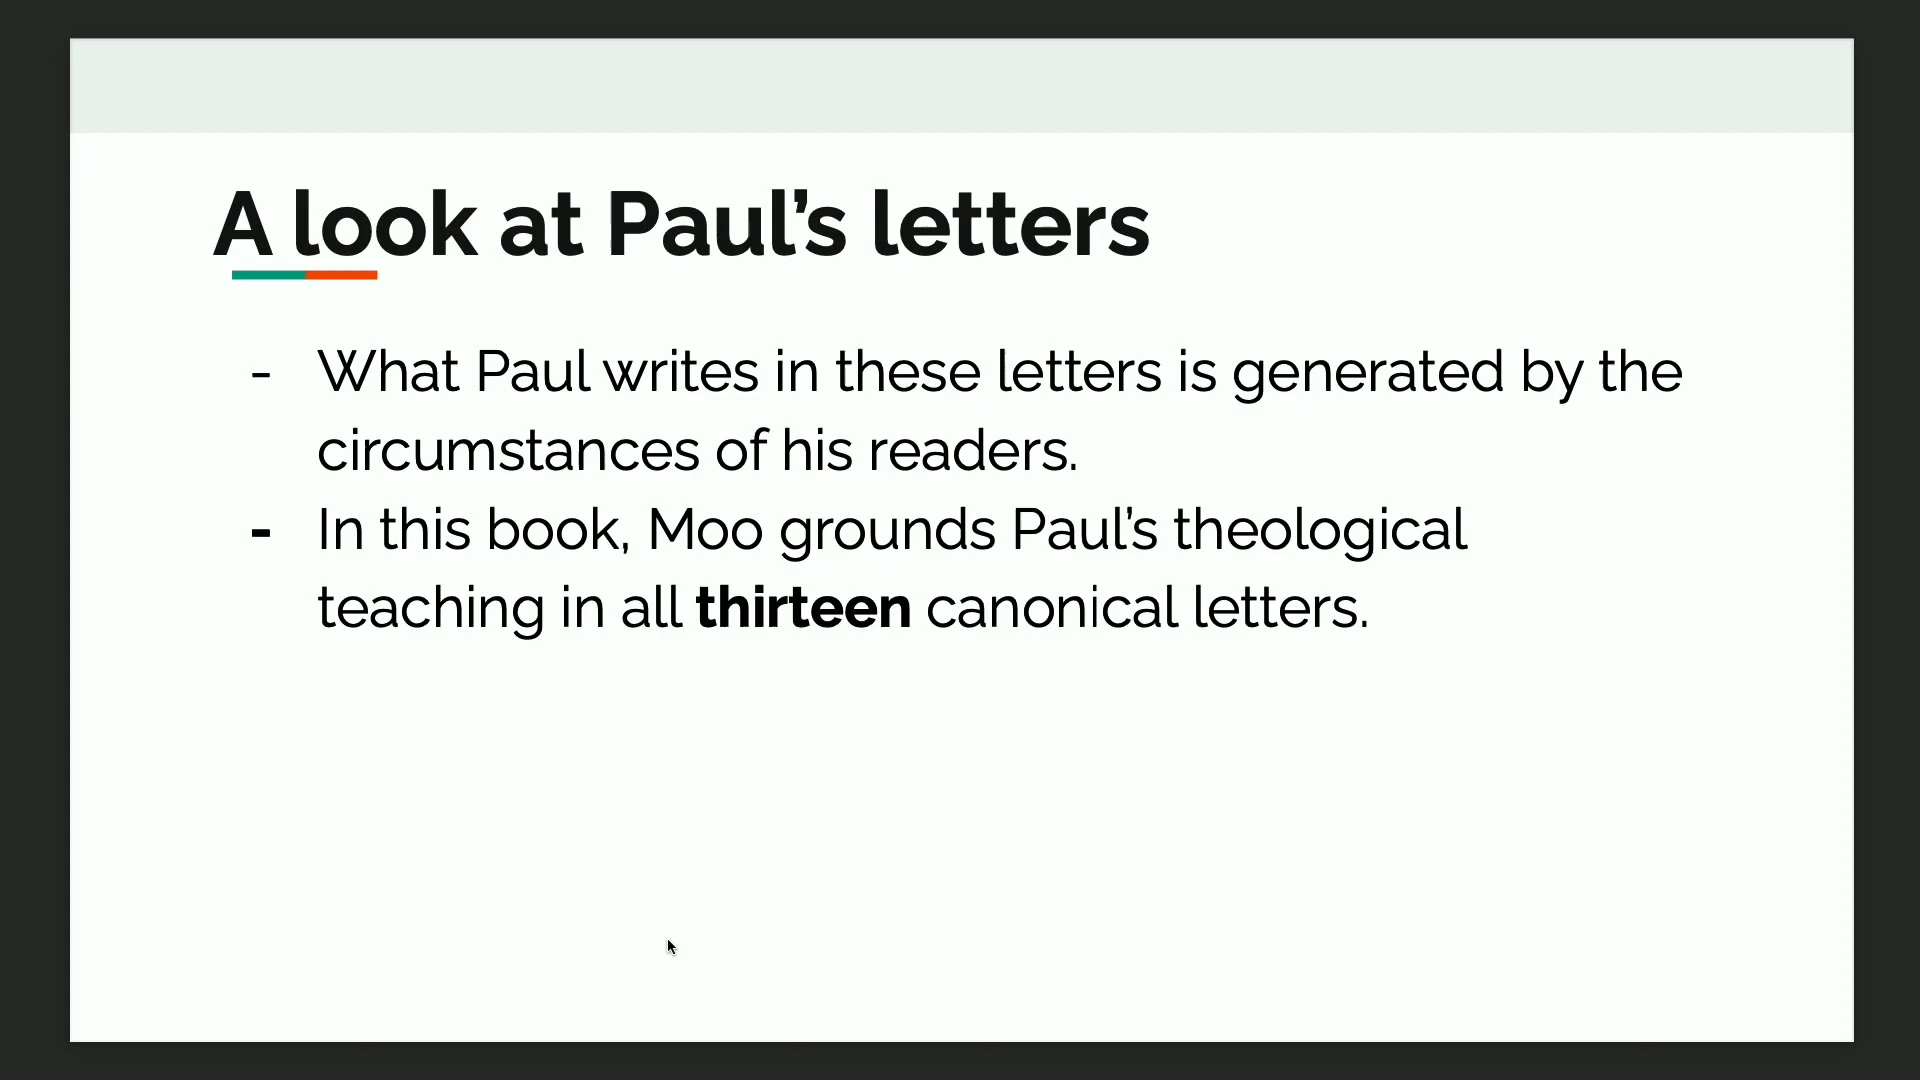 A look at Paul’s letters
- What Paul writes in these letters is generated by the
circumstances of his readers.
- In this book, Moo grounds Paul’s theological
teaching in all thirteen canonical letters.